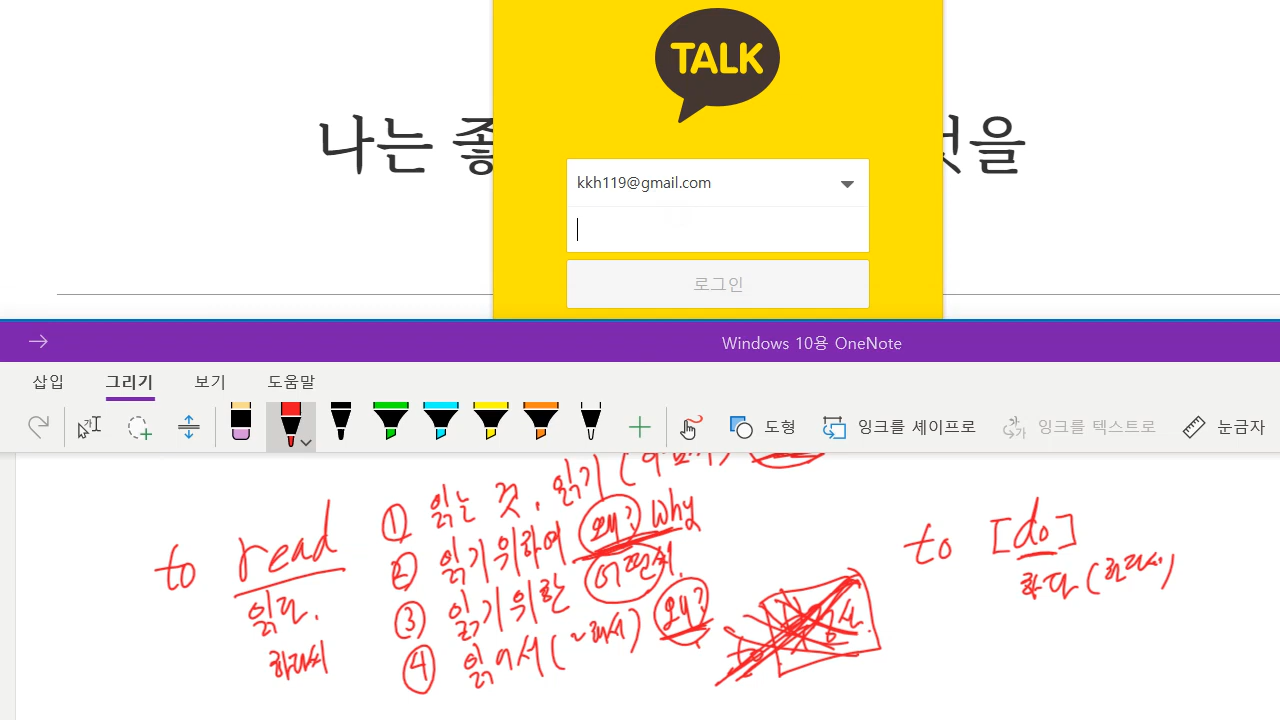 TALK
나는 좋
것을
kkh119@gmail.com
로그인
Windows 10용 OneNote
삽입 그리기 보기 도움말
도형 잉크를 셰이프로 잉크를 텍스트로 눈금자
to read
읽다.
하라씨
① 읽는 것, 읽기
② 읽기 위하여 왜? Why
③ 읽기 위한 어떤
④ 읽어서 (~해서) 왜?
to [do]
하다